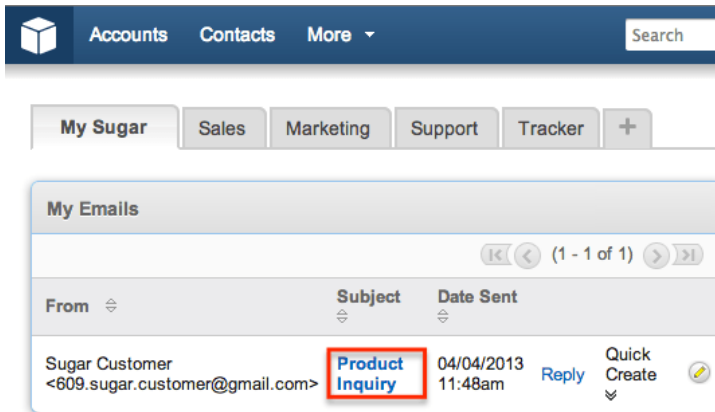 Accounts Contacts More Search
My Sugar Sales Marketing Support Tracker +
My Emails
(1 - 1 of 1)
From Subject Date Sent
Sugar Customer <609.sugar.customer@gmail.com> Product Inquiry 04/04/2013 11:48am Reply Quick Create